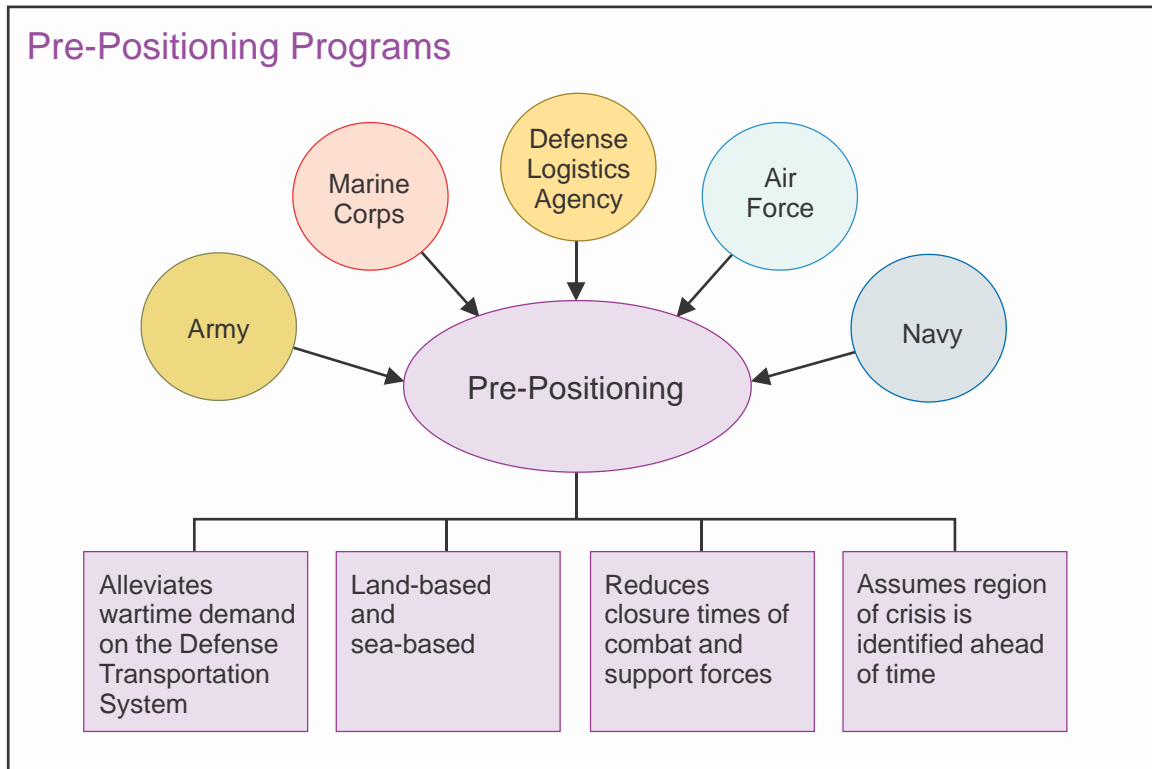 Pre-Positioning Programs
Army
Marine
Corps
Defense
Logistics
Agency
Air
Force
Navy
Pre-Positioning
Alleviates
wartime demand
on the Defense
Transportation
System
Land-based
and
sea-based
Reduces
closure times of
combat and
support forces
Assumes region
of crisis is
identified ahead
of time